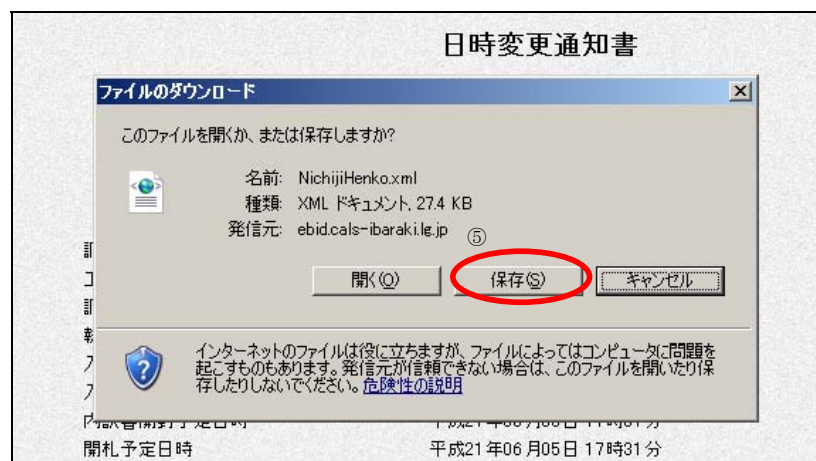 日時変更通知書
ファイルのダウンロード
このファイルを開くか、または保存しますか?
名前: NichijiHenko.xml
種類: XML ドキュメント, 27.4 KB
発信元: ebid.cals-ibaraki.lg.jp
⑤
開く(O)
保存(S)
キャンセル
インターネットのファイルは役に立ちますが、ファイルによってはコンピュータに問題を
起こすものもあります。発信元が信頼できない場合は、このファイルを開いたり保
存したりしないでください。危険性の説明
開札予定日時 平成21年06月05日 17時31分